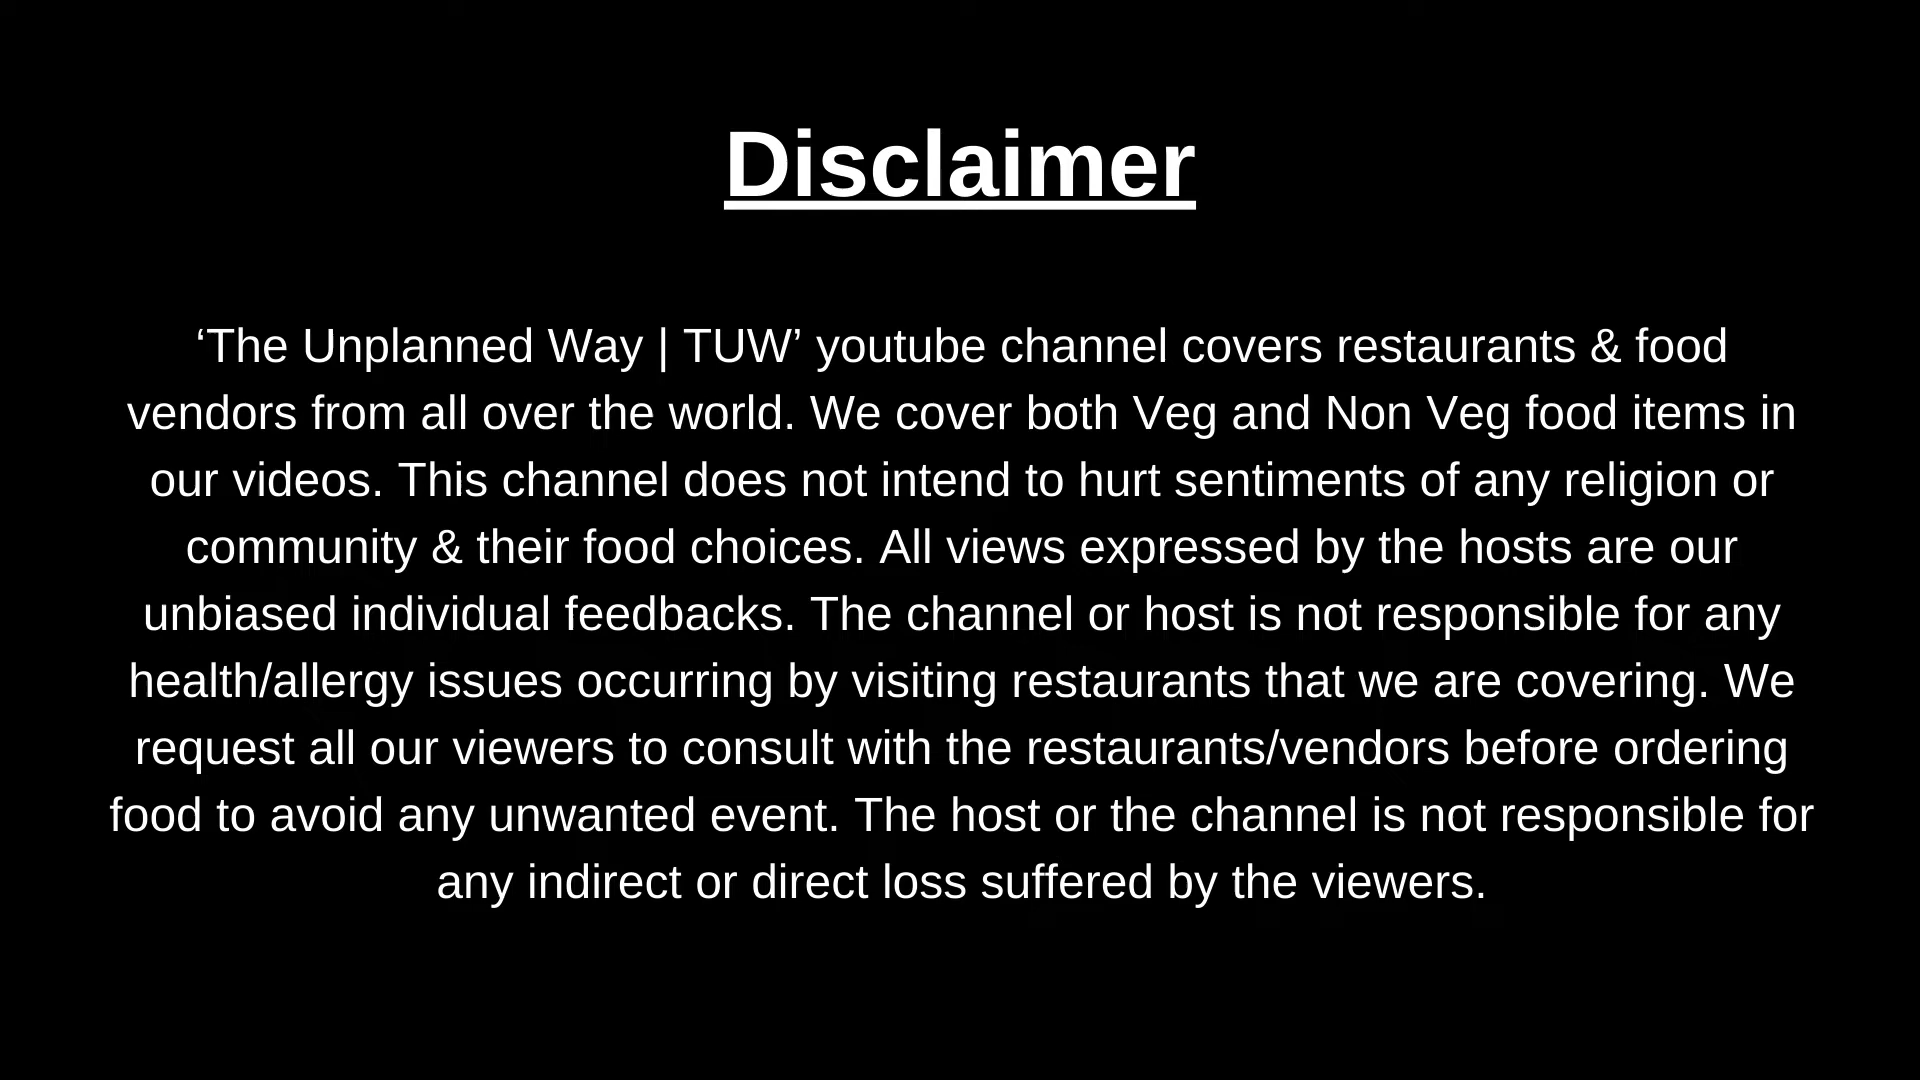 Disclaimer
‘The Unplanned Way | TUW’ youtube channel covers restaurants & food
vendors from all over the world. We cover both Veg and Non Veg food items in
our videos. This channel does not intend to hurt sentiments of any religion or
community & their food choices. All views expressed by the hosts are our
unbiased individual feedbacks. The channel or host is not responsible for any
health/allergy issues occurring by visiting restaurants that we are covering. We
request all our viewers to consult with the restaurants/vendors before ordering
food to avoid any unwanted event. The host or the channel is not responsible for
any indirect or direct loss suffered by the viewers.